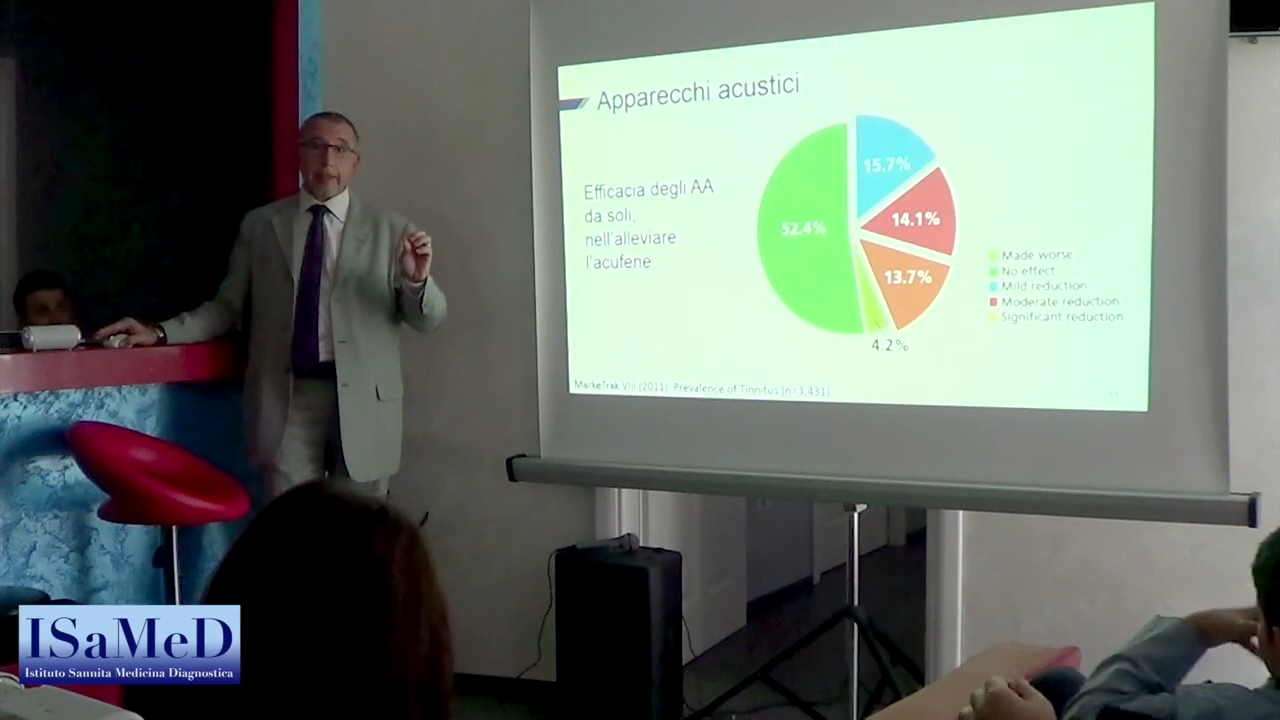 Apparecchi acustici
Efficacia degli AA
da soli,
nell'alleviare
l'acufene
15.7%
52.4%
14.1%
13.7%
4.2%
Made worse
No effect
Mild reduction
Moderate reduction
Significant reduction
MarkeTrak VIII (2011): Prevalence of Tinnitus (n=3,431)
ISaMeD
Istituto Sannita Medicina Diagnostica